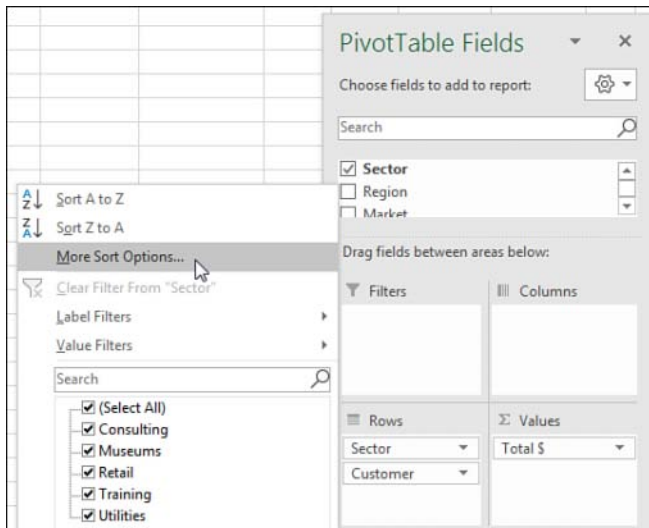 PivotTable Fields
Choose fields to add to report:
Search
Sector
Region
Market
Drag fields between areas below:
Filters
Columns
Rows
Σ Values
Sector
Total $
Customer
Sort A to Z
Sort Z to A
More Sort Options...
Clear Filter From "Sector"
Label Filters
Value Filters
Search
(Select All)
Consulting
Museums
Retail
Training
Utilities